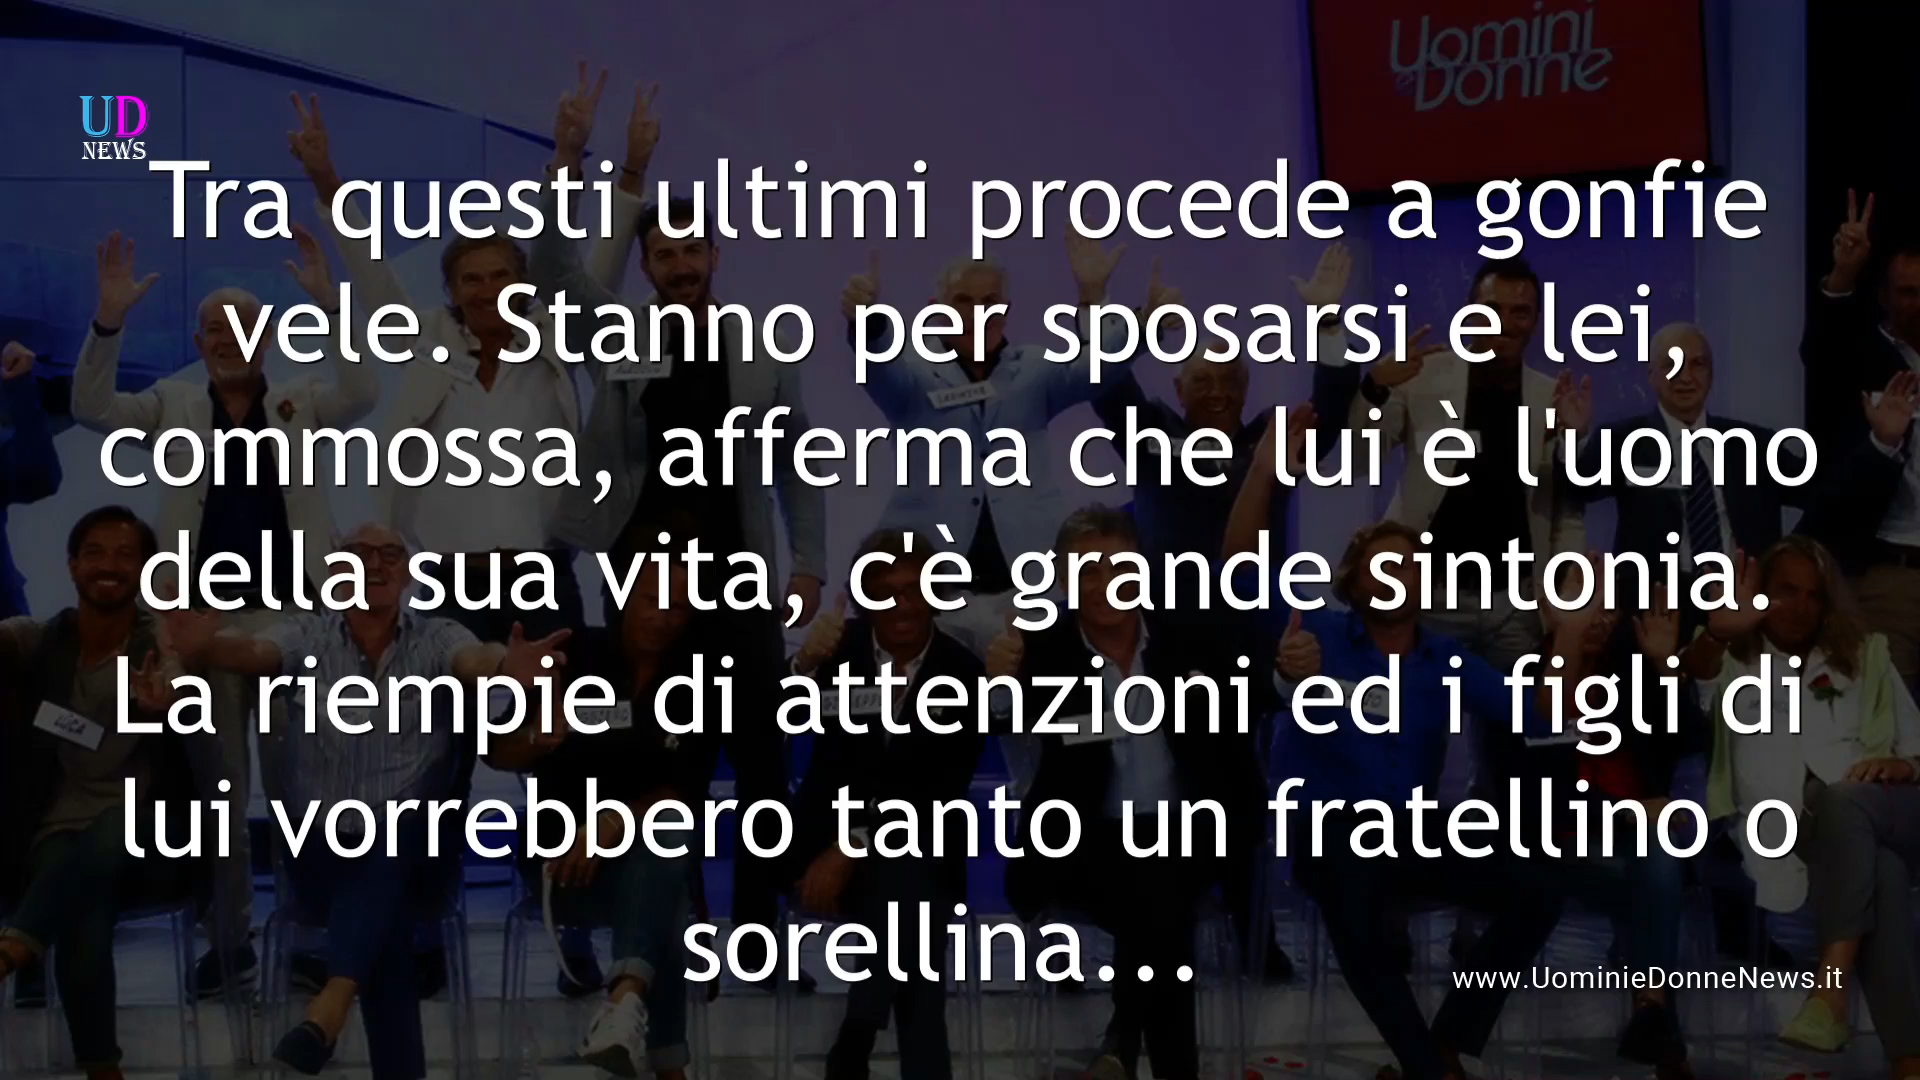 Uomini
e Donne
UD
NEWS
Tra questi ultimi procede a gonfie
vele. Stanno per sposarsi e lei,
commossa, afferma che lui è l'uomo
della sua vita, c'è grande sintonia.
La riempie di attenzioni ed i figli di
lui vorrebbero tanto un fratellino o
sorellina...
www.UominieDonneNews.it